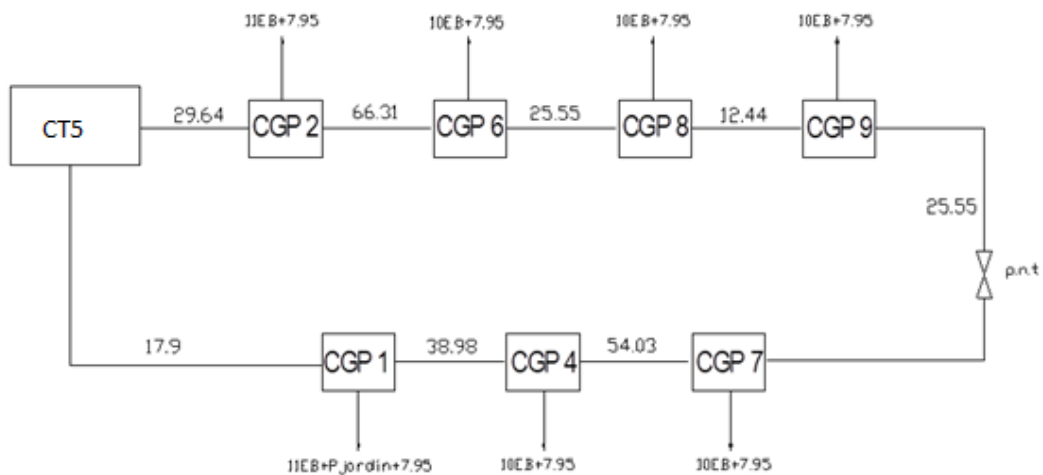 11EB+7.95
10EB+7.95
10EB+7.95
10EB+7.95
CT5
29.64
CGP 2
66.31
CGP 6
25.55
CGP 8
12.44
CGP 9
25.55
p.n.t
17.9
CGP 1
38.98
CGP 4
54.03
CGP 7
11EB+P.jardin+7.95
10EB+7.95
10EB+7.95